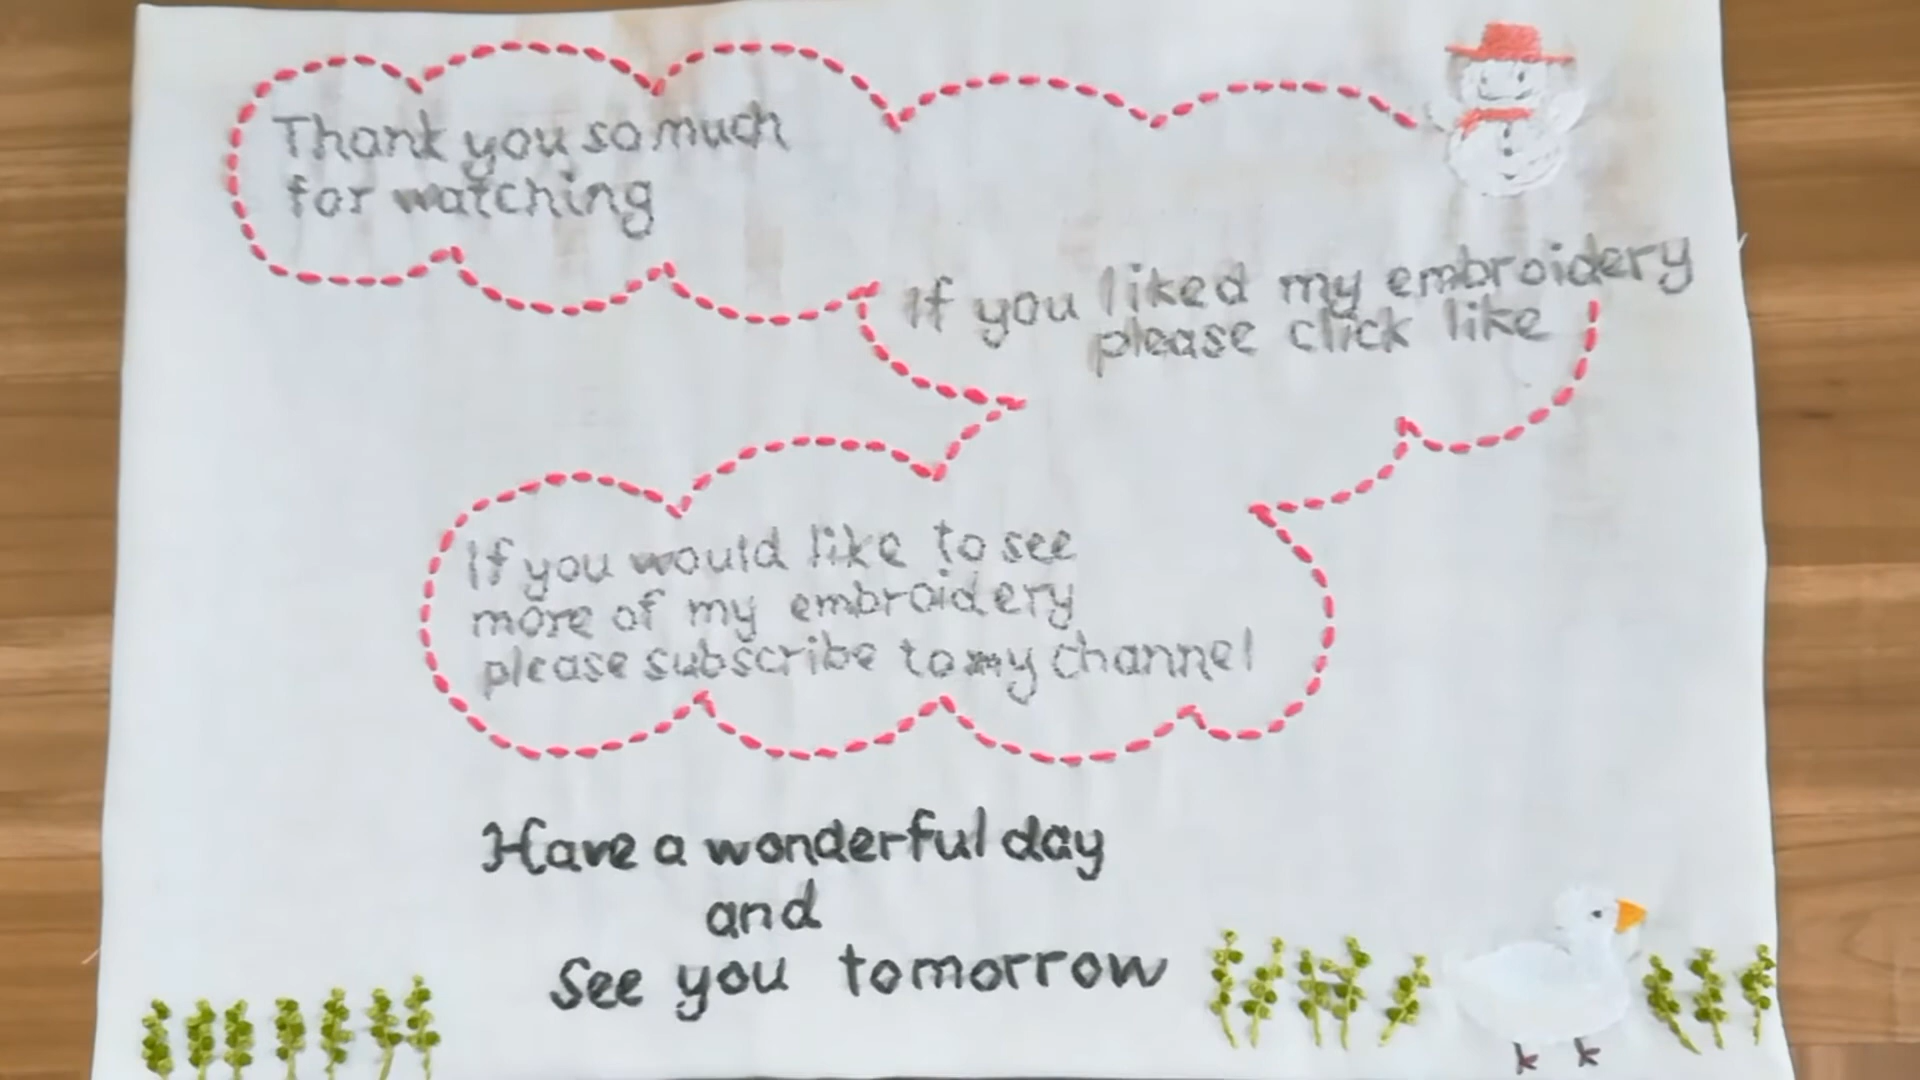 Thank you so much
for watching
If you liked my embroidery
please click like
If you would like to see
more of my embroidery
please subscribe to my channel
Have a wonderful day
and
See you tomorrow